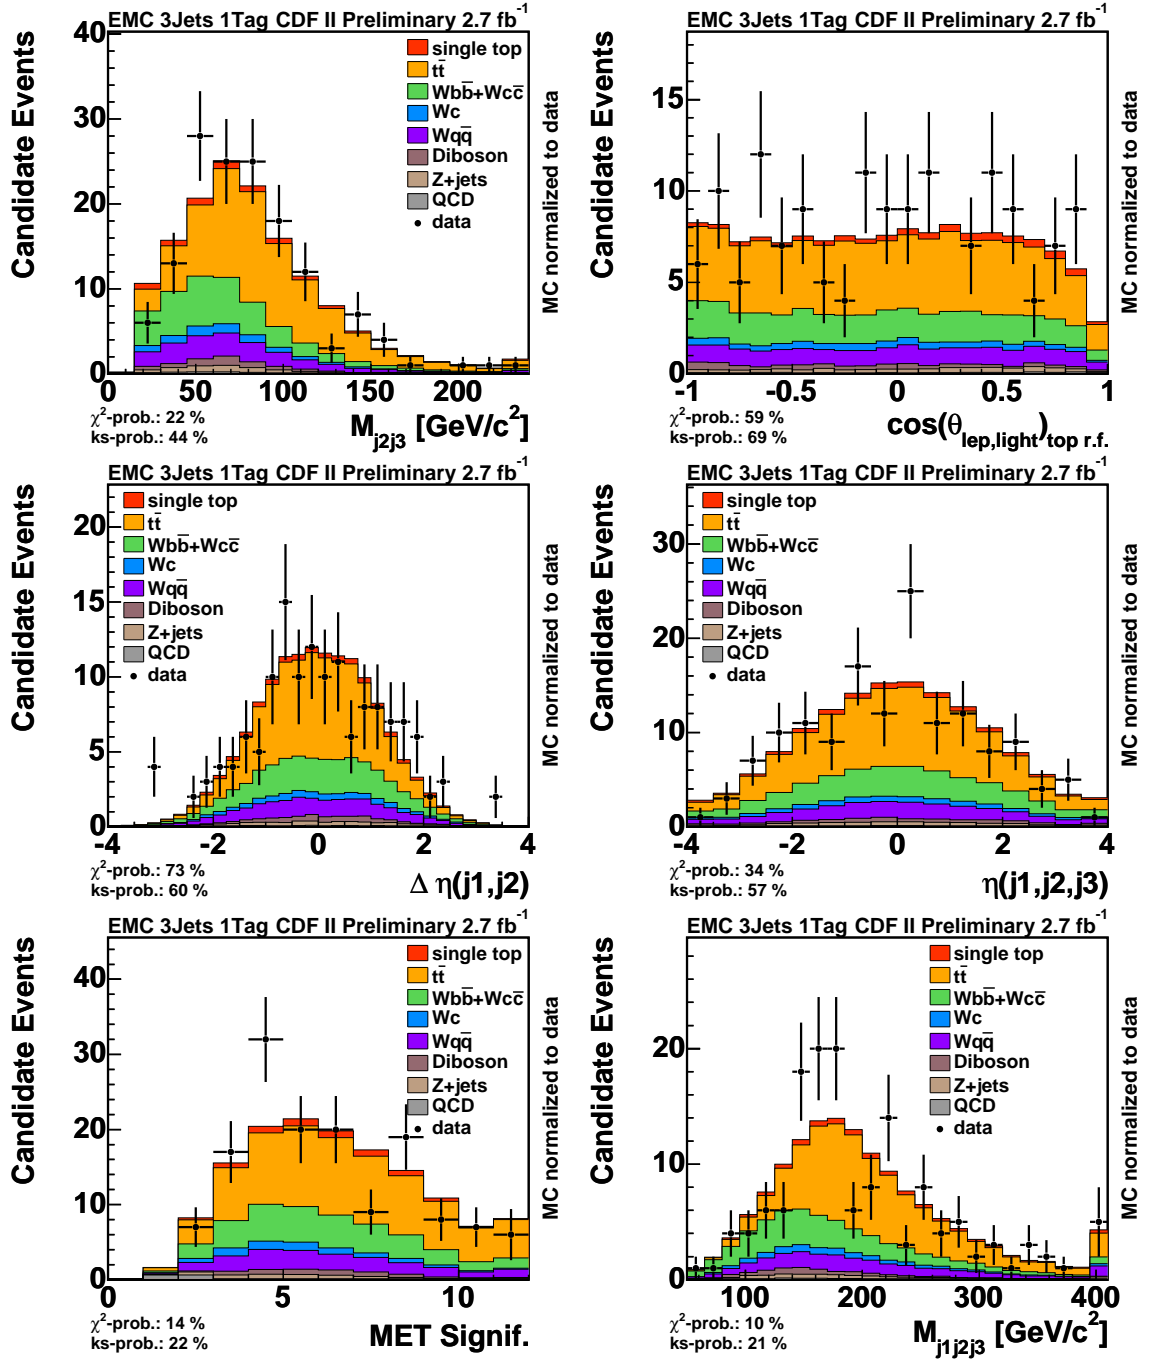 EMC 3Jets 1Tag CDF II Preliminary 2.7 fb⁻¹
Candidate Events
MC normalized to data
40
30
20
10
0
single top
tt̄
Wbb̄+Wcc̄
Wc
Wqq̄
Diboson
Z+jets
QCD
data
0 50 100 150 200
χ²-prob.: 22 %
ks-prob.: 44 %
M_j2j3 [GeV/c²]
EMC 3Jets 1Tag CDF II Preliminary 2.7 fb⁻¹
Candidate Events
MC normalized to data
15
10
5
0
-1 -0.5 0 0.5 1
χ²-prob.: 59 %
ks-prob.: 69 %
cos(θ_lep,light)_top r.f.
EMC 3Jets 1Tag CDF II Preliminary 2.7 fb⁻¹
Candidate Events
MC normalized to data
20
15
10
5
0
single top
tt̄
Wbb̄+Wcc̄
Wc
Wqq̄
Diboson
Z+jets
QCD
data
-4 -2 0 2 4
χ²-prob.: 73 %
ks-prob.: 60 %
Δ η(j1,j2)
EMC 3Jets 1Tag CDF II Preliminary 2.7 fb⁻¹
Candidate Events
MC normalized to data
30
20
10
0
single top
tt̄
Wbb̄+Wcc̄
Wc
Wqq̄
Diboson
Z+jets
QCD
data
-4 -2 0 2 4
χ²-prob.: 34 %
ks-prob.: 57 %
η(j1,j2,j3)
EMC 3Jets 1Tag CDF II Preliminary 2.7 fb⁻¹
Candidate Events
MC normalized to data
40
30
20
10
0
single top
tt̄
Wbb̄+Wcc̄
Wc
Wqq̄
Diboson
Z+jets
QCD
data
0 5 10
χ²-prob.: 14 %
ks-prob.: 22 %
MET Signif.
EMC 3Jets 1Tag CDF II Preliminary 2.7 fb⁻¹
Candidate Events
MC normalized to data
20
10
0
single top
tt̄
Wbb̄+Wcc̄
Wc
Wqq̄
Diboson
Z+jets
QCD
data
100 200 300 400
χ²-prob.: 10 %
ks-prob.: 21 %
M_j1j2j3 [GeV/c²]